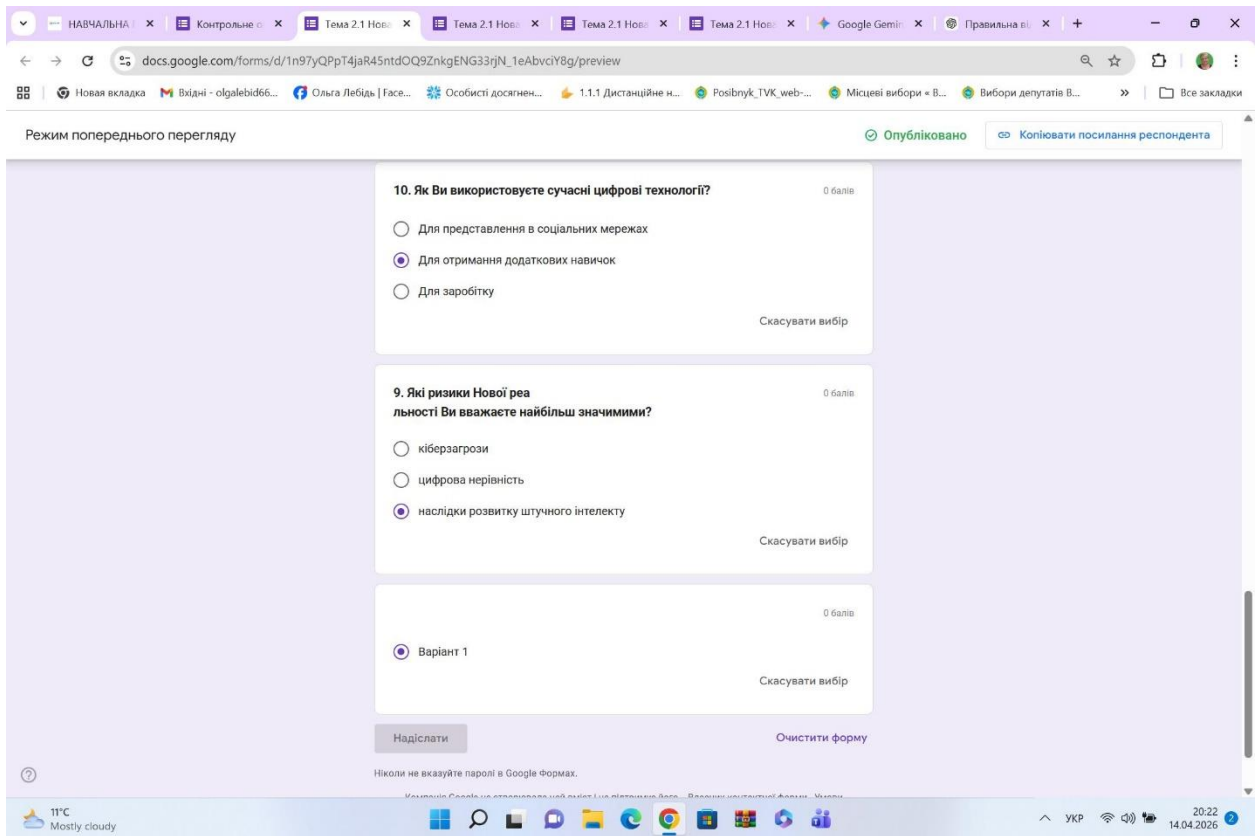 НАВЧАЛЬНА
Контрольне о
Тема 2.1 Нова
Тема 2.1 Нова
Тема 2.1 Нова
Тема 2.1 Нова
Google Gemin
Правильна ві
docs.google.com/forms/d/1n97yQPpT4jaR45ntdOQ9ZnkgENG33rjN_1eAbvciY8g/preview
Новая вкладка
Вхідні - olgalebid66...
Ольга Лебідь | Face...
Особисті досягнен...
1.1.1 Дистанційне н...
Posibnyk_TVK_web-...
Місцеві вибори « В...
Вибори депутатів В...
»
Все закладки
Режим попереднього перегляду
Опубліковано
Копіювати посилання респондента
10. Як Ви використовуєте сучасні цифрові технології?
0 балів
Для представлення в соціальних мережах
Для отримання додаткових навичок
Для заробітку
Скасувати вибір
9. Які ризики Нової реа
льності Ви вважаєте найбільш значимими?
0 балів
кіберзагрози
цифрова нерівність
наслідки розвитку штучного інтелекту
Скасувати вибір
0 балів
Варіант 1
Скасувати вибір
Надіслати
Очистити форму
Ніколи не вказуйте паролі в Google Формах.
11°C
Mostly cloudy
УКР
20:22
14.04.2026
2